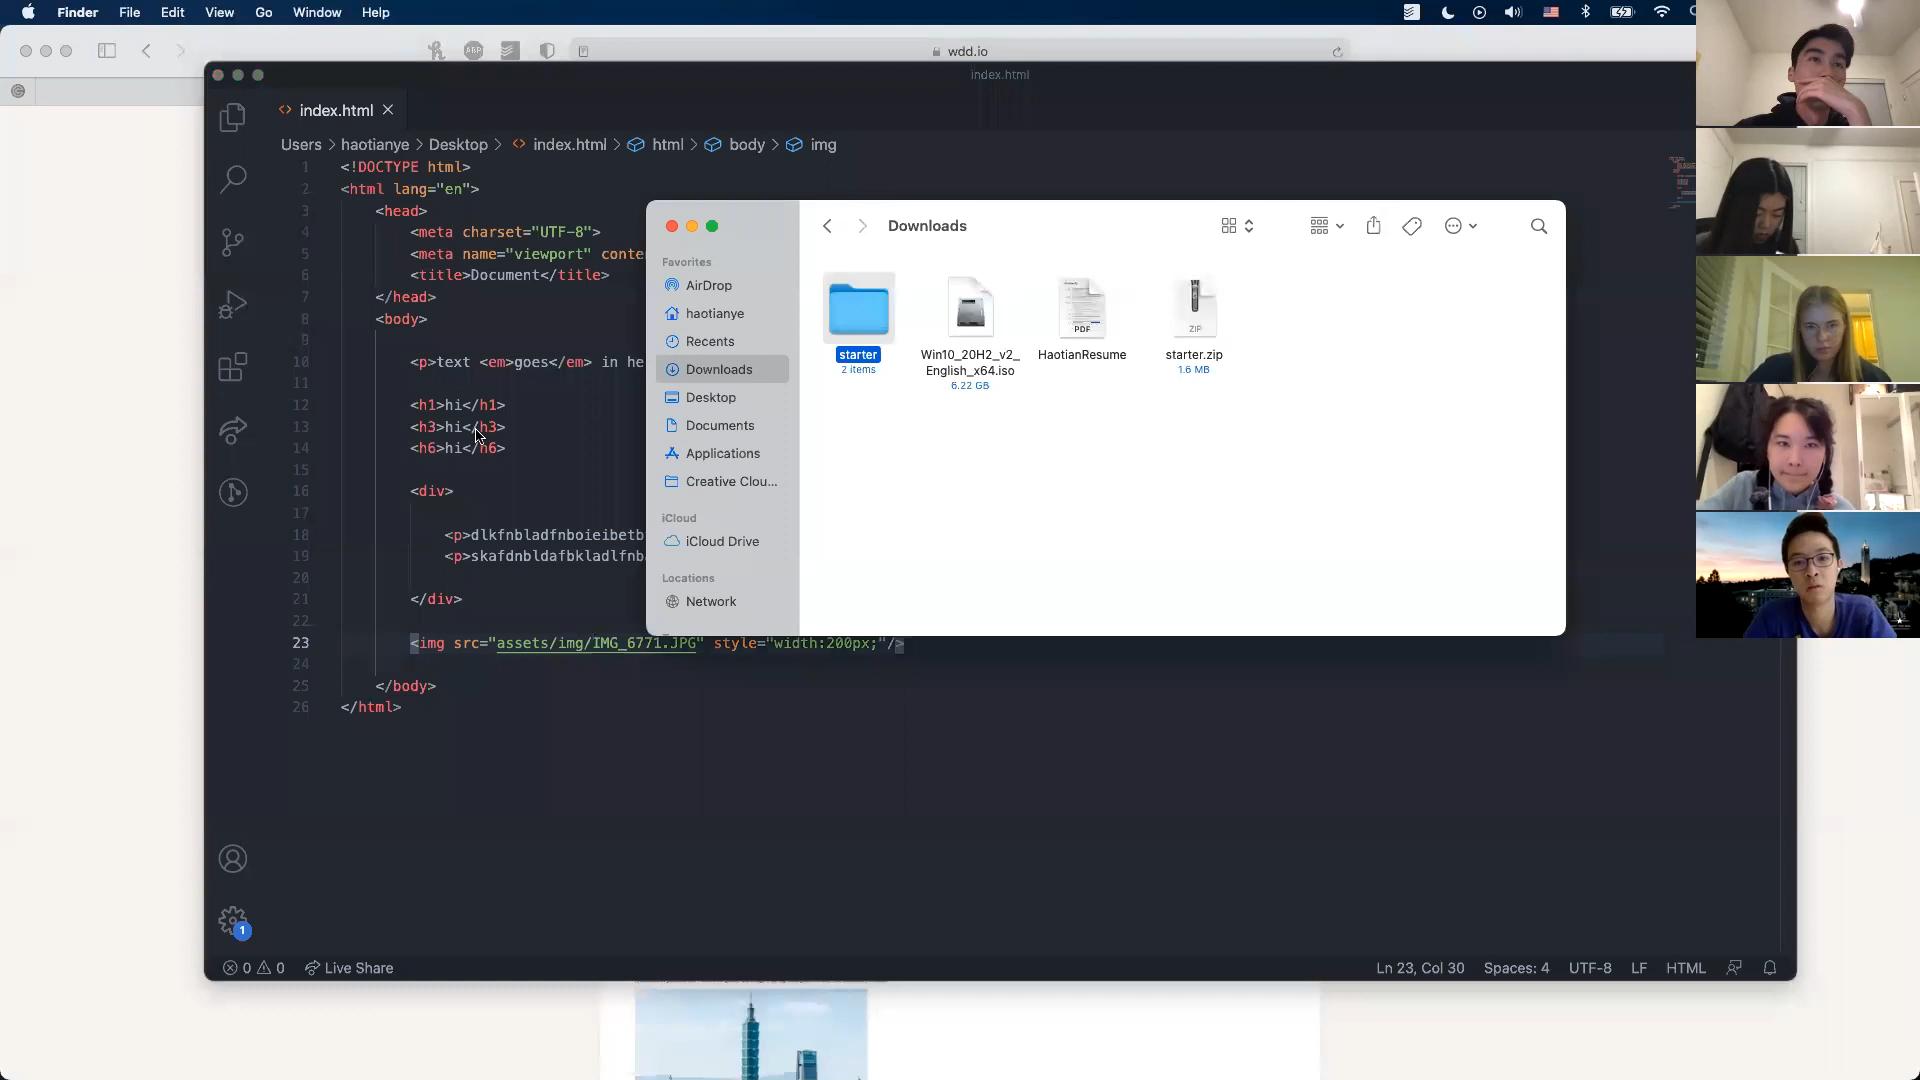 Finder File Edit View Go Window Help
ABP
wdd.io
index.html
index.html
Users > haotianye > Desktop > index.html > html > body > img
1 <!DOCTYPE html>
2 <html lang="en">
3 <head>
4 <meta charset="UTF-8">
5 <meta name="viewport" conte
6 <title>Document</title>
7 </head>
8 <body>
9
10 <p>text <em>goes</em> in he
11
12 <h1>hi</h1>
13 <h3>hi</h3>
14 <h6>hi</h6>
15
16 <div>
17
18 <p>dlkfnbladfnboieibetb
19 <p>skafdnbldafbkladlfnb
20
21 </div>
22
23 <img src="assets/img/IMG_6771.JPG" style="width:200px;"/>
24
25 </body>
26 </html>
Downloads
Favorites
AirDrop
haotianye
Recents
Downloads
Desktop
Documents
Applications
Creative Clou...
iCloud
iCloud Drive
Locations
Network
starter
2 items
Win10_20H2_v2_
English_x64.iso
6.22 GB
PDF
HaotianResume
ZIP
starter.zip
1.6 MB
1
0 0 Live Share
Ln 23, Col 30 Spaces: 4 UTF-8 LF HTML